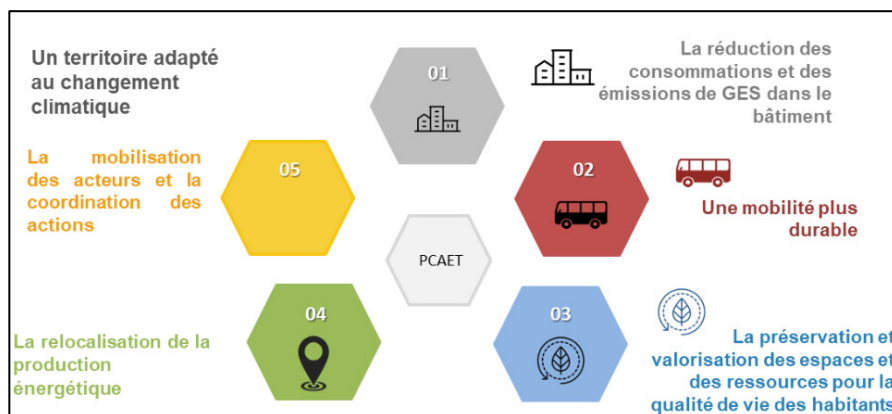 Un territoire adapté
au changement
climatique
01
La réduction des
consommations et des
émissions de GES dans le
bâtiment
02
Une mobilité plus
durable
03
La préservation et
valorisation des espaces et
des ressources pour la
qualité de vie des habitants
04
La relocalisation de la
production
énergétique
05
La mobilisation
des acteurs et la
coordination des
actions
PCAET